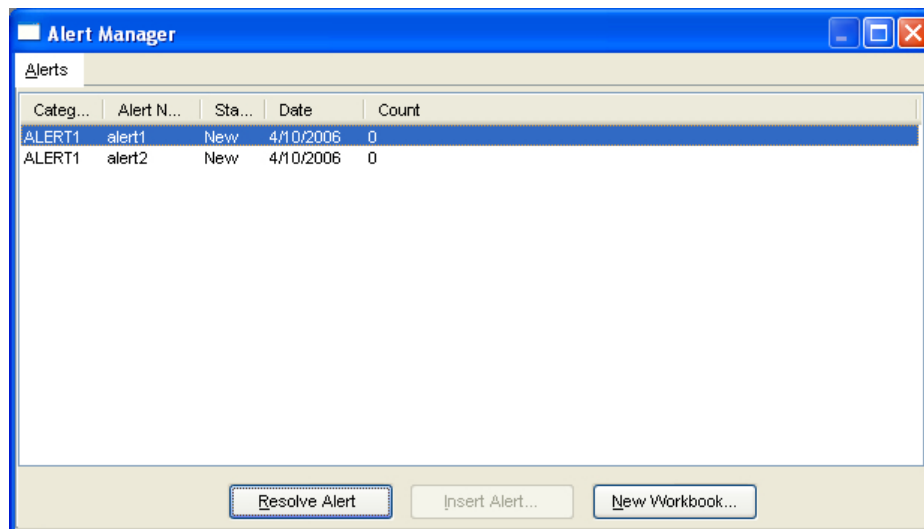 Alert Manager
Alerts
Categ... Alert N... Sta... Date Count
ALERT1 alert1 New 4/10/2006 0
ALERT1 alert2 New 4/10/2006 0
Resolve Alert Insert Alert... New Workbook...